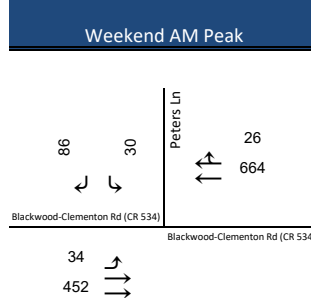 Weekend AM Peak
Peters Ln
86
30
26
664
Blackwood-Clementon Rd (CR 534)
Blackwood-Clementon Rd (CR 534
34
452